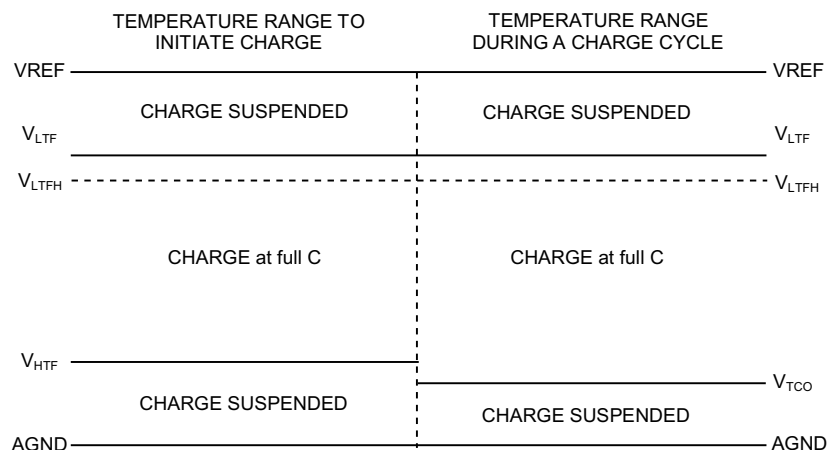 TEMPERATURE RANGE TO
INITIATE CHARGE
TEMPERATURE RANGE
DURING A CHARGE CYCLE
VREF
VREF
CHARGE SUSPENDED
CHARGE SUSPENDED
VLTF
VLTF
VLTFH
VLTFH
CHARGE at full C
CHARGE at full C
VHTF
VTCO
CHARGE SUSPENDED
CHARGE SUSPENDED
AGND
AGND